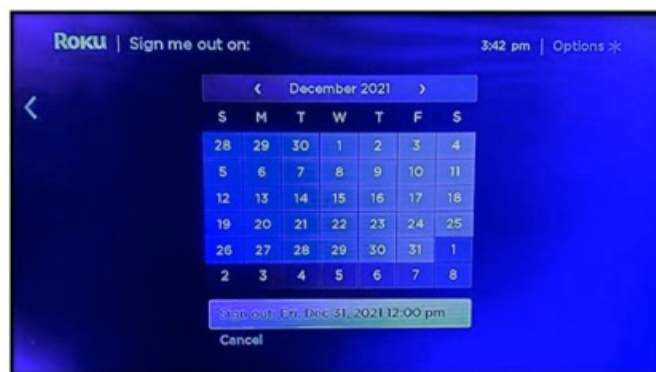 Roku | Sign me out on:
3:42 pm | Options *
< December 2021 >
S M T W T F S
28 29 30 1 2 3 4
5 6 7 8 9 10 11
12 13 14 15 16 17 18
19 20 21 22 23 24 25
26 27 28 29 30 31 1
2 3 4 5 6 7 8
Sign out: Fri, Dec 31, 2021 12:00 pm
Cancel